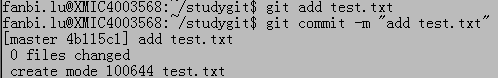 fanbi.lu@XMIC4003568:~/studygit$ git add test.txt
fanbi.lu@XMIC4003568:~/studygit$ git commit -m "add test.txt"
[master 4b115c1] add test.txt
 0 files changed
 create mode 100644 test.txt